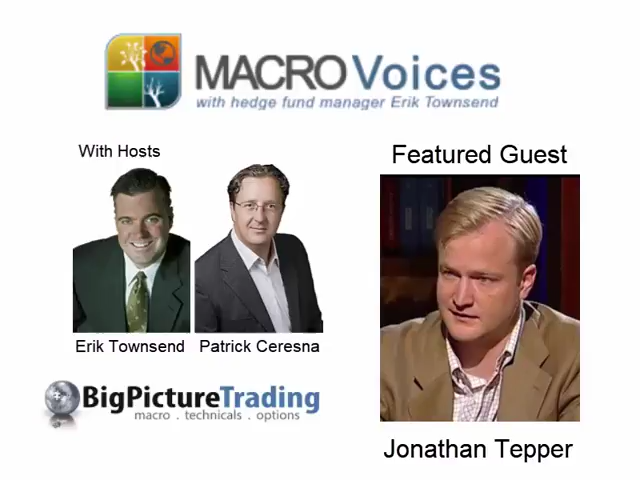 MACRO Voices
with hedge fund manager Erik Townsend
With Hosts
Featured Guest
Erik Townsend
Patrick Ceresna
BigPictureTrading
macro . technicals . options
Jonathan Tepper